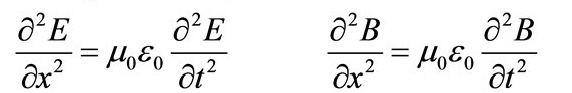 ∂²E/∂x² = μ₀ε₀ ∂²E/∂t² ∂²B/∂x² = μ₀ε₀ ∂²B/∂t²